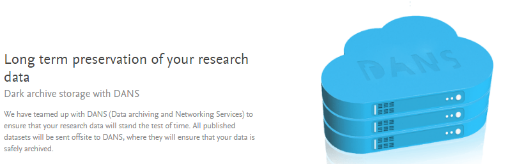 Long term preservation of your research
data
Dark archive storage with DANS
We have teamed up with DANS (Data archiving and Networking Services) to
ensure that your research data will stand the test of time. All published
datasets will be sent offsite to DANS, where they will ensure that your data is
safely archived.
DANS